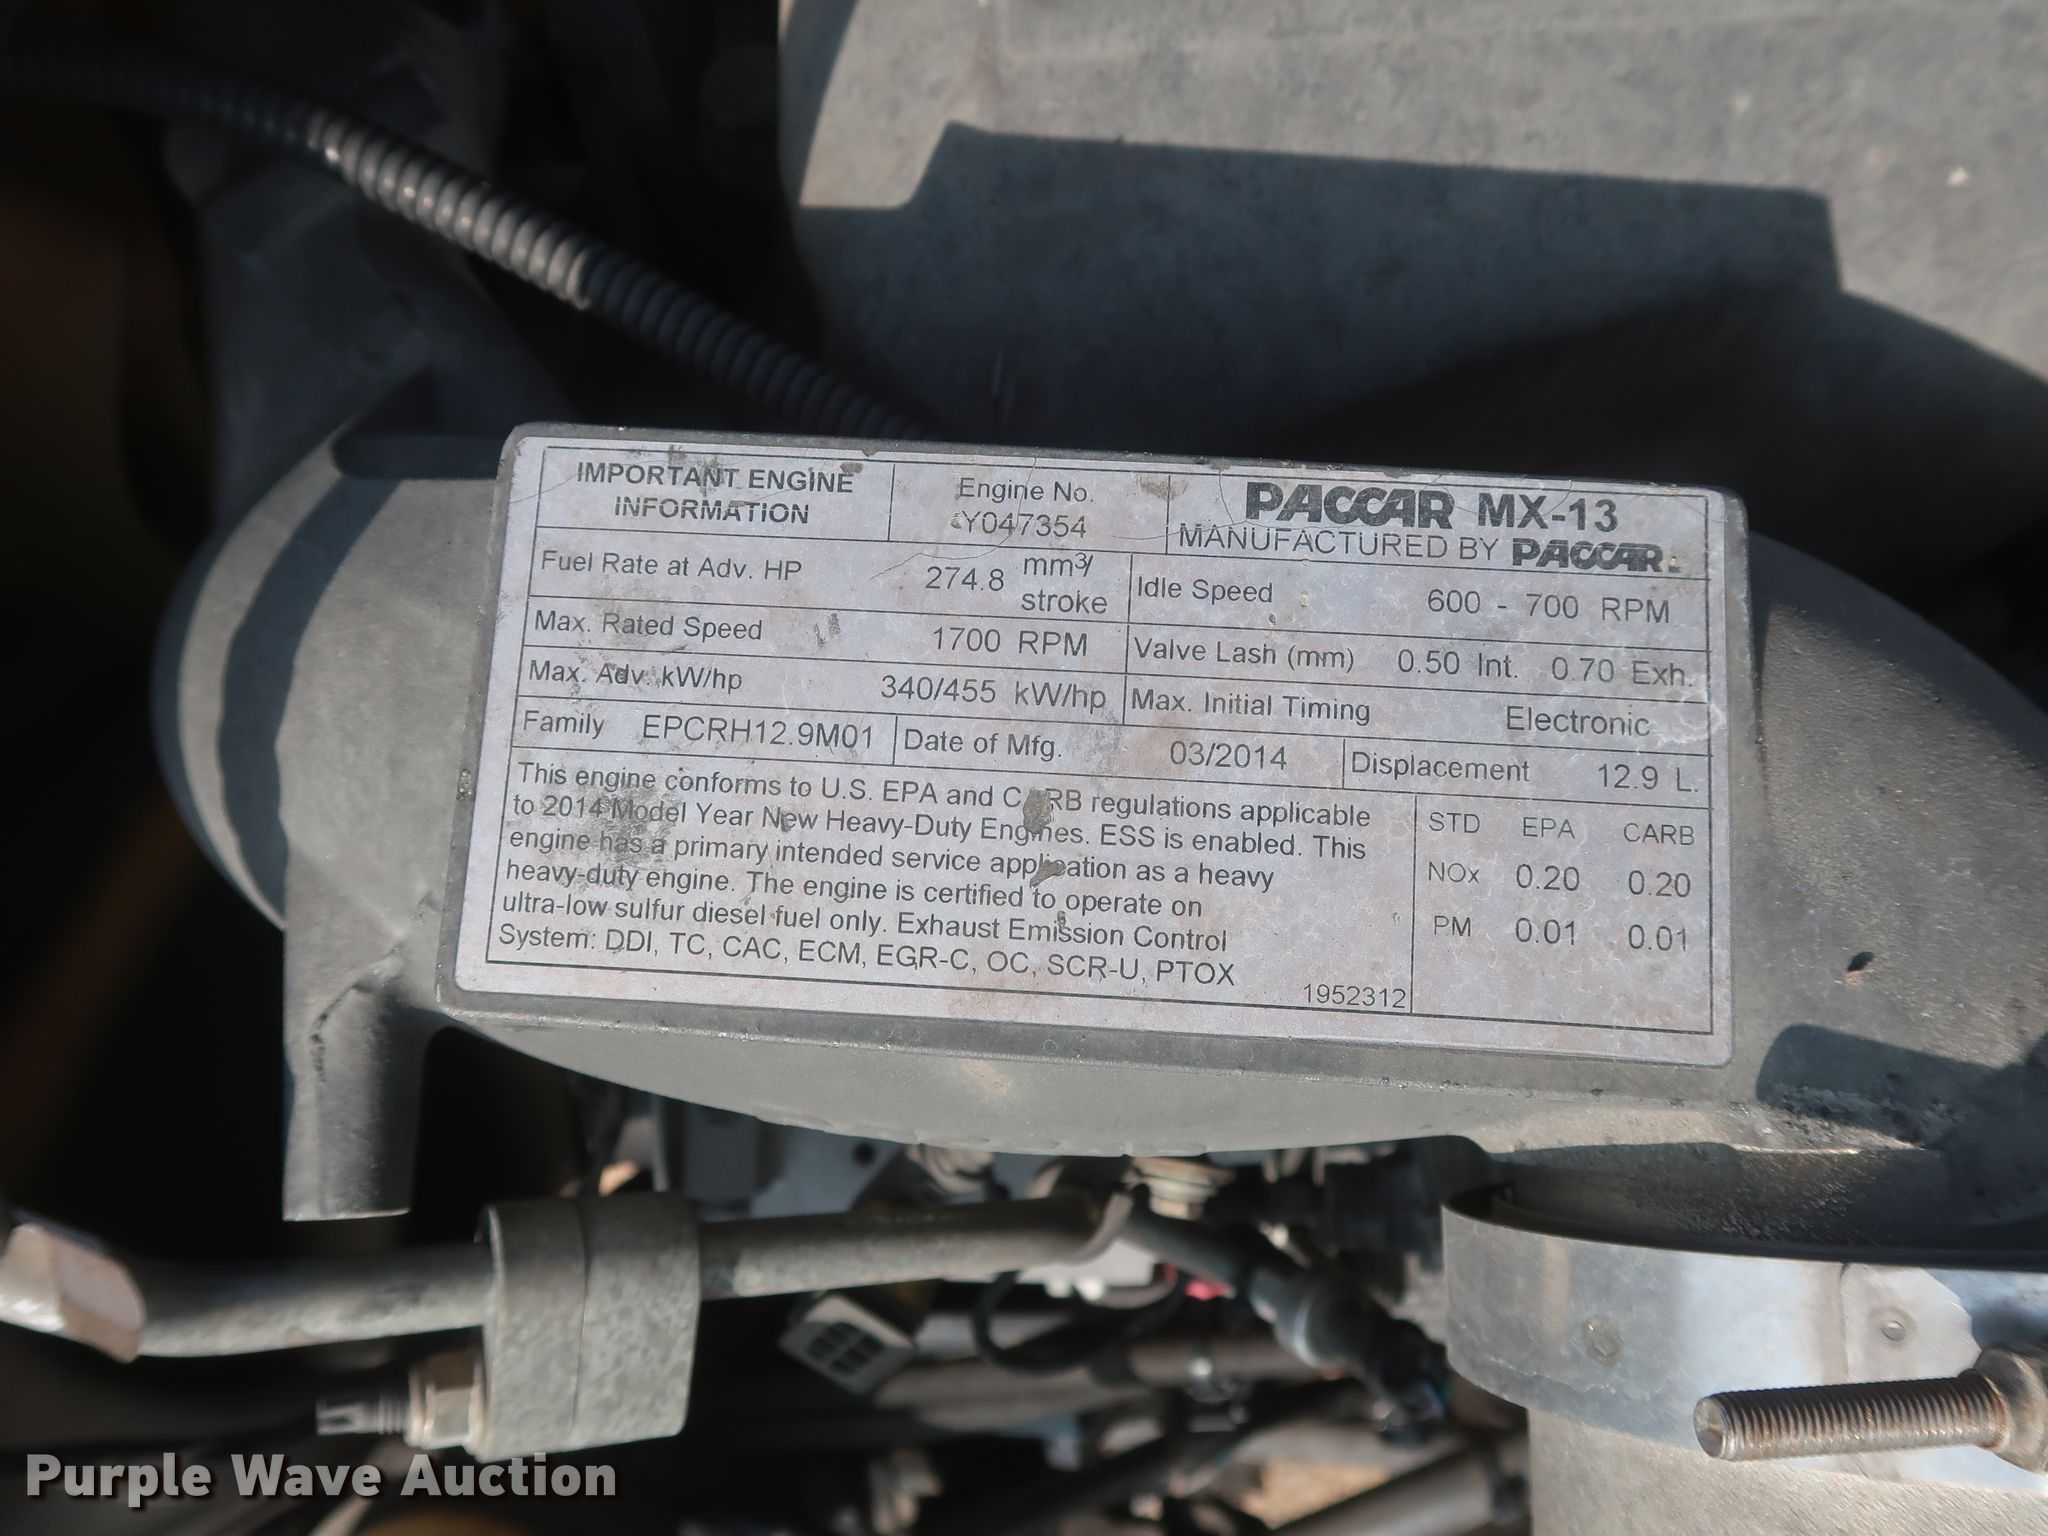 IMPORTANT ENGINE
INFORMATION
Engine No.
Y047354
PACCAR MX-13
MANUFACTURED BY PACCAR
Fuel Rate at Adv. HP 274.8 mm³/
stroke
Idle Speed 600 - 700 RPM
Max. Rated Speed 1700 RPM
Valve Lash (mm) 0.50 Int. 0.70 Exh.
Max. Adv. kW/hp 340/455 kW/hp
Max. Initial Timing Electronic
Family EPCRH12.9M01
Date of Mfg. 03/2014
Displacement 12.9 L.
This engine conforms to U.S. EPA and CARB regulations applicable
to 2014 Model Year New Heavy-Duty Engines. ESS is enabled. This
engine has a primary intended service application as a heavy
heavy-duty engine. The engine is certified to operate on
ultra-low sulfur diesel fuel only. Exhaust Emission Control
System: DDI, TC, CAC, ECM, EGR-C, OC, SCR-U, PTOX
1952312
STD EPA CARB
NOx 0.20 0.20
PM 0.01 0.01
Purple Wave Auction